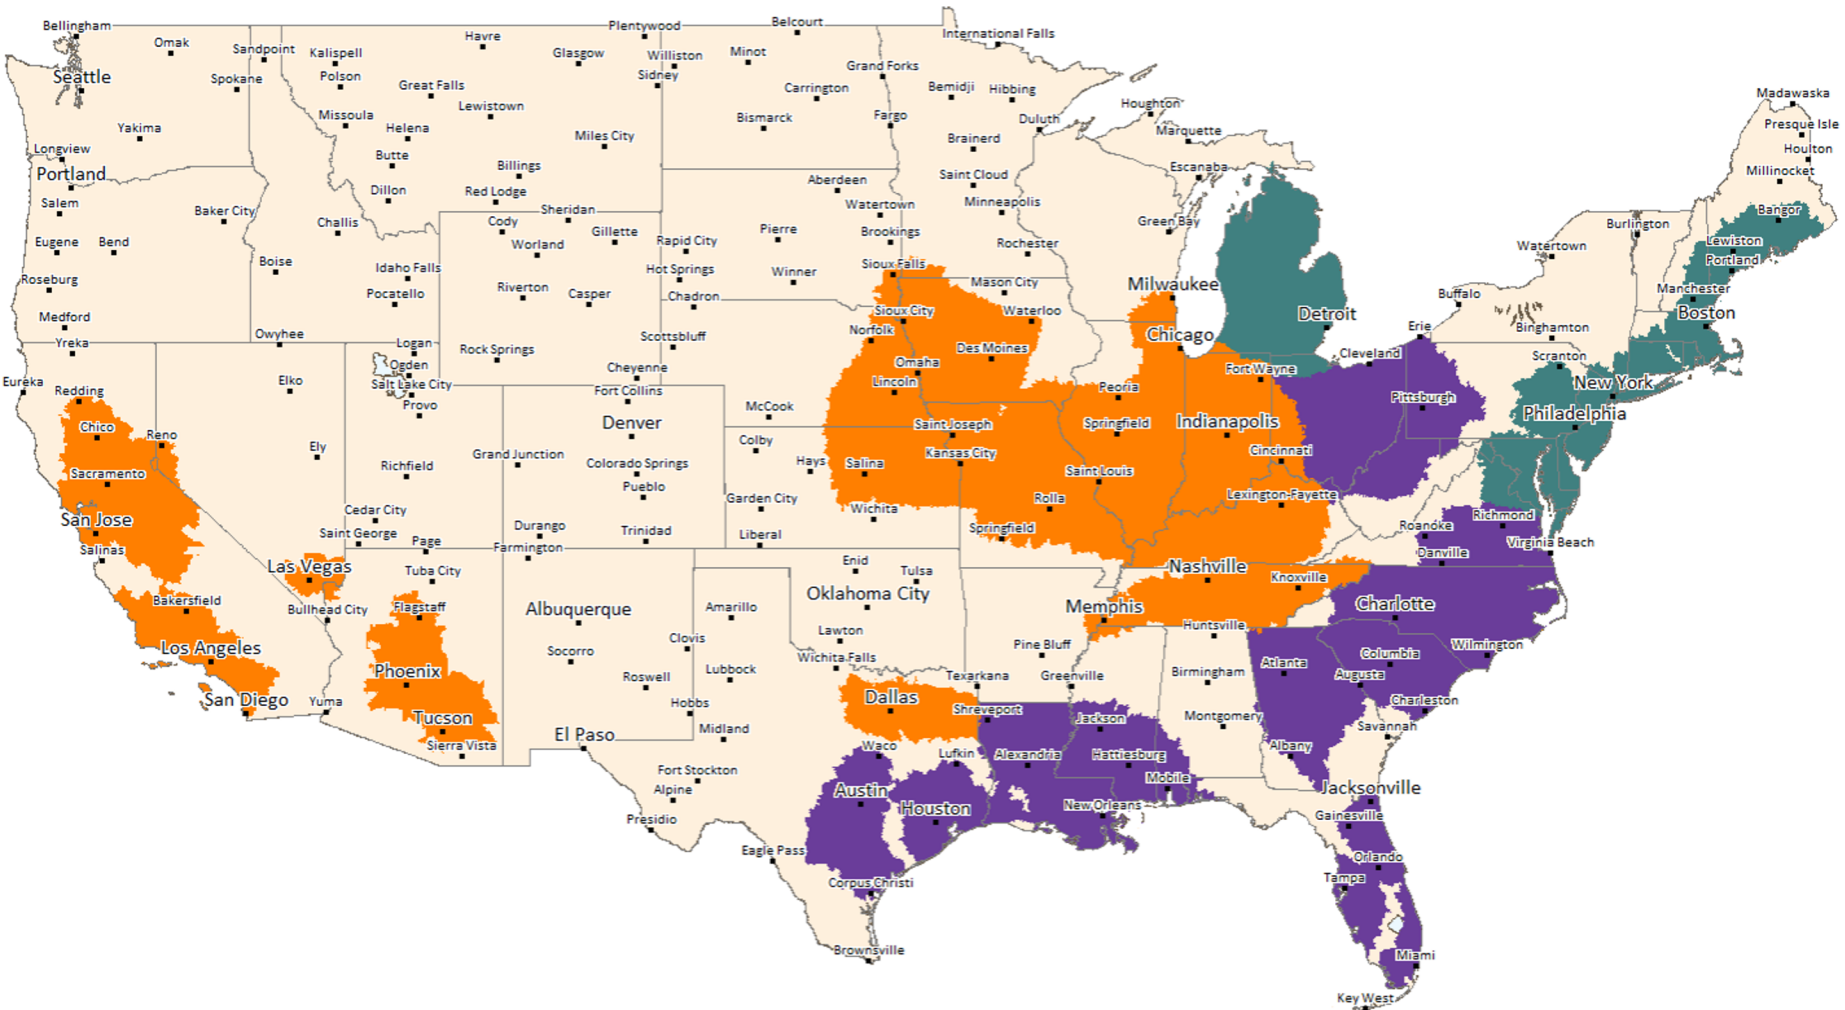 Bellingham
Omak
Sandpoint
Kalispell
Havre
Plentywood
Belcourt
International Falls
Glasgow
Williston
Minot
Seattle
Spokane
Polson
Sidney
Grand Forks
Great Falls
Carrington
Bemidji
Hibbing
Madawaska
Lewistown
Houghton
Missoula
Bismarck
Fargo
Duluth
Presque Isle
Yakima
Helena
Miles City
Brainerd
Marquette
Houlton
Longview
Butte
Billings
Escanaba
Millinocket
Portland
Dillon
Red Lodge
Aberdeen
Saint Cloud
Salem
Baker City
Challis
Cody
Sheridan
Watertown
Minneapolis
Green Bay
Bangor
Burlington
Eugene
Bend
Worland
Gillette
Rapid City
Pierre
Brookings
Rochester
Watertown
Lewiston
Portland
Boise
Idaho Falls
Hot Springs
Winner
Sioux Falls
Roseburg
Pocatello
Riverton
Casper
Chadron
Mason City
Milwaukee
Buffalo
Manchester
Medford
Sioux City
Waterloo
Detroit
Boston
Owyhee
Norfolk
Erie
Binghamton
Yreka
Logan
Rock Springs
Scottsbluff
Des Moines
Chicago
Cleveland
Scranton
Ogden
Cheyenne
Omaha
Fort Wayne
Eureka
Redding
Elko
Salt Lake City
Fort Collins
Lincoln
Peoria
New York
Provo
McCook
Pittsburgh
Philadelphia
Chico
Reno
Denver
Saint Joseph
Springfield
Indianapolis
Ely
Grand Junction
Colby
Kansas City
Cincinnati
Sacramento
Richfield
Colorado Springs
Hays
Salina
Saint Louis
Pueblo
Garden City
Rolla
Lexington-Fayette
San Jose
Cedar City
Wichita
Springfield
Roanoke
Richmond
Saint George
Page
Durango
Trinidad
Liberal
Virginia Beach
Salinas
Farmington
Danville
Las Vegas
Tuba City
Enid
Tulsa
Nashville
Knoxville
Bakersfield
Bullhead City
Flagstaff
Albuquerque
Amarillo
Oklahoma City
Memphis
Charlotte
Los Angeles
Socorro
Clovis
Lawton
Pine Bluff
Huntsville
Wilmington
Phoenix
Roswell
Lubbock
Wichita Falls
Texarkana
Greenville
Birmingham
Atlanta
Columbia
San Diego
Yuma
Hobbs
Dallas
Shreveport
Augusta
Charleston
Tucson
Midland
Jackson
Montgomery
Savannah
Sierra Vista
El Paso
Waco
Lufkin
Alexandria
Hattiesburg
Albany
Fort Stockton
Austin
Mobile
Jacksonville
Alpine
Houston
New Orleans
Presidio
Gainesville
Eagle Pass
Orlando
Corpus Christi
Tampa
Brownsville
Miami
Key West